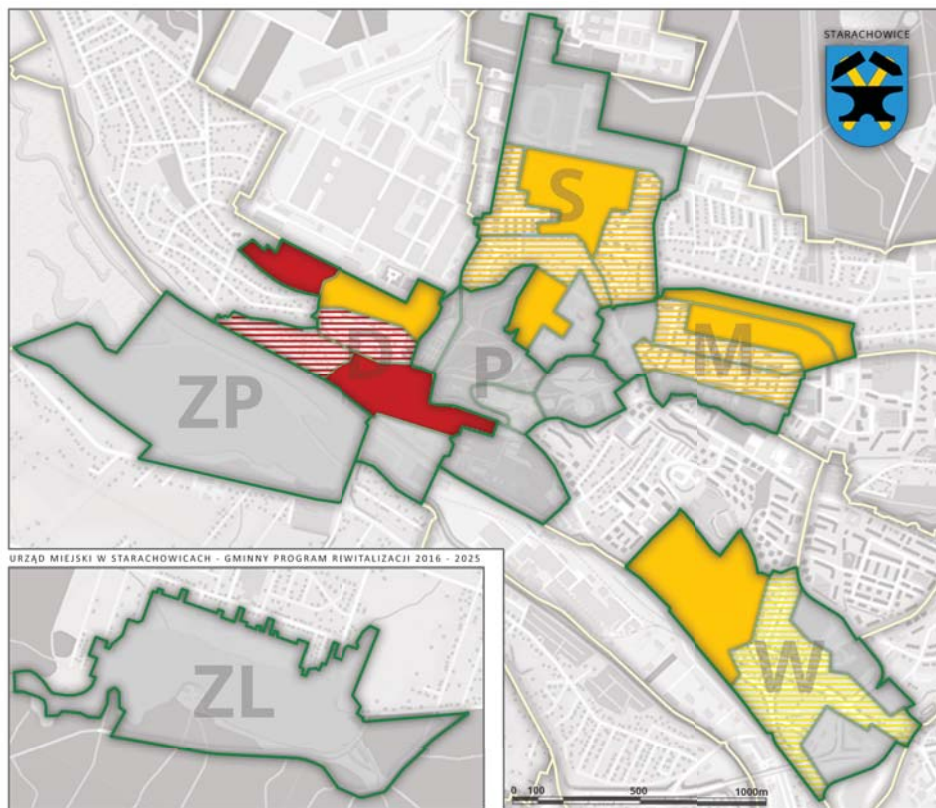 STARACHOWICE
S
D
P
M
ZP
URZĄD MIEJSKI W STARACHOWICACH - GMINNY PROGRAM RIWITALIZACJI 2016 - 2025
ZL
I
W
0 100 500 1000m